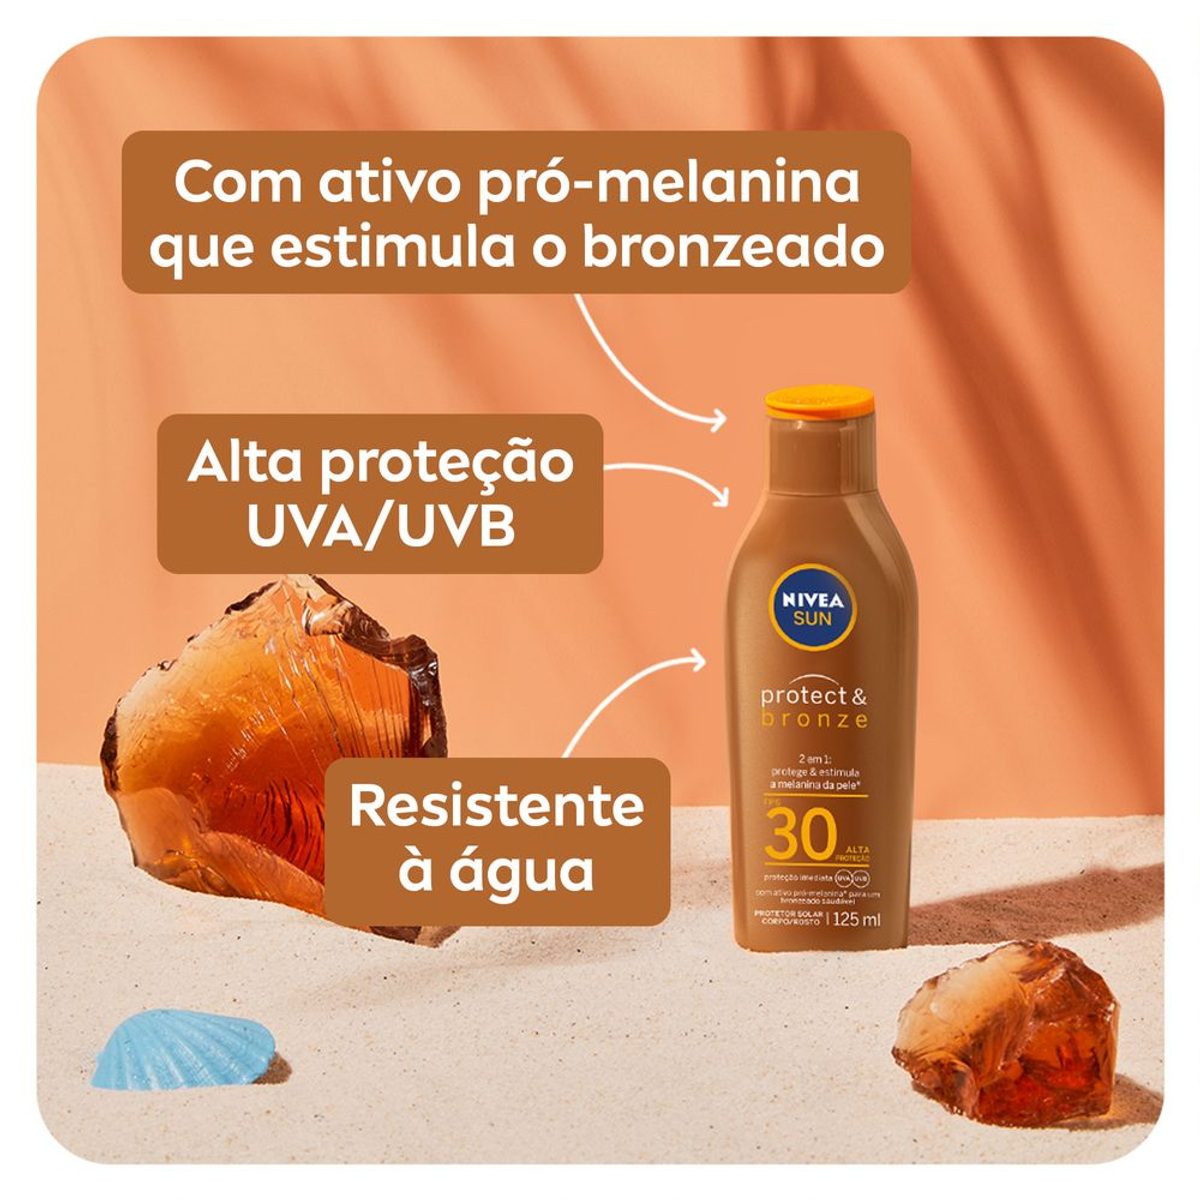 Com ativo pró-melanina
que estimula o bronzeado
Alta proteção
UVA/UVB
Resistente
à água
NIVEA
SUN
protect &
bronze
2 em 1:
protege & estimula
a melanina da pele*
FPS
30
ALTA
PROTEÇÃO
proteção imediata UVA UVB
com ativo pró-melanina* para um
bronzeado saudável
PROTETOR SOLAR
CORPO/ROSTO
125 ml